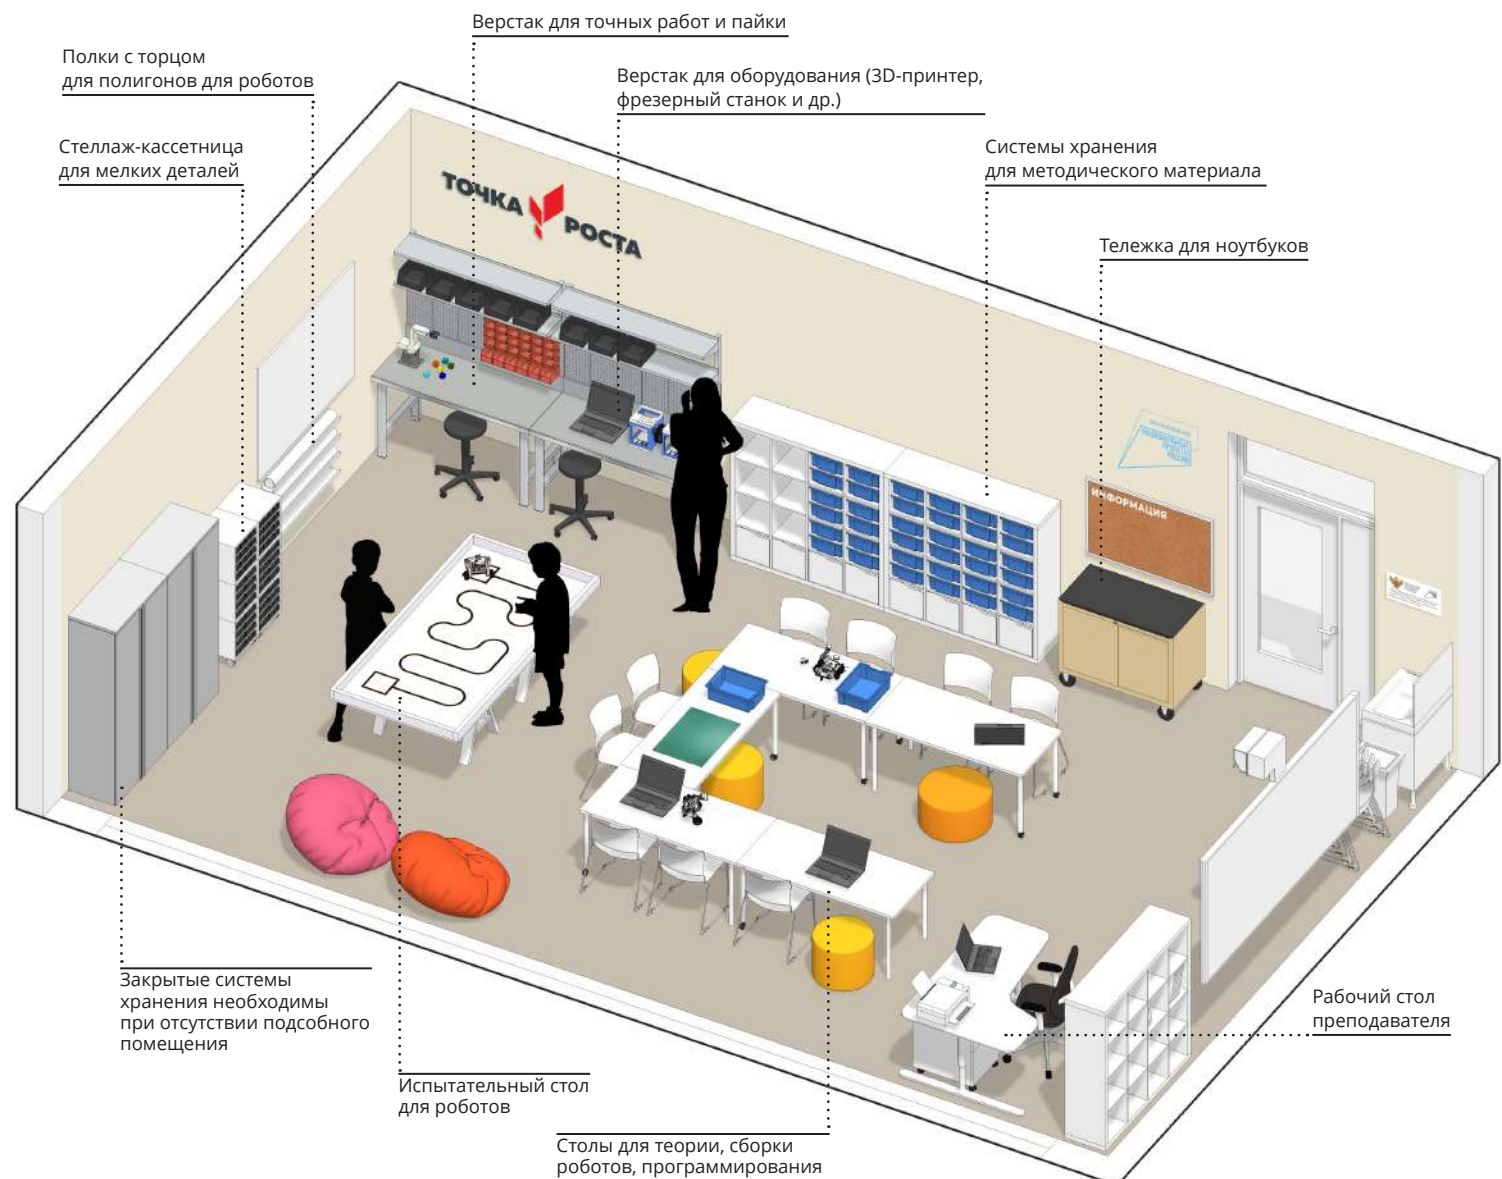 Верстак для точных работ и пайки
Полки с торцом
для полигонов для роботов
Верстак для оборудования (3D-принтер,
фрезерный станок и др.)
Стеллаж-кассетница
для мелких деталей
Системы хранения
для методического материала
Тележка для ноутбуков
ТОЧКА
РОСТА
ИНФОРМАЦИЯ
Закрытые системы
хранения необходимы
при отсутствии подсобного
помещения
Рабочий стол
преподавателя
Испытательный стол
для роботов
Столы для теории, сборки
роботов, программирования